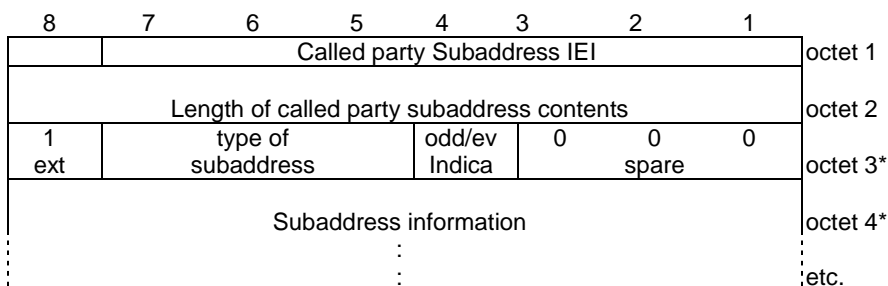 8 7 6 5 4 3 2 1
Called party Subaddress IEI octet 1
Length of called party subaddress contents octet 2
1 type of odd/ev 0 0 0
ext subaddress Indica spare octet 3*
Subaddress information octet 4*
:
: etc.